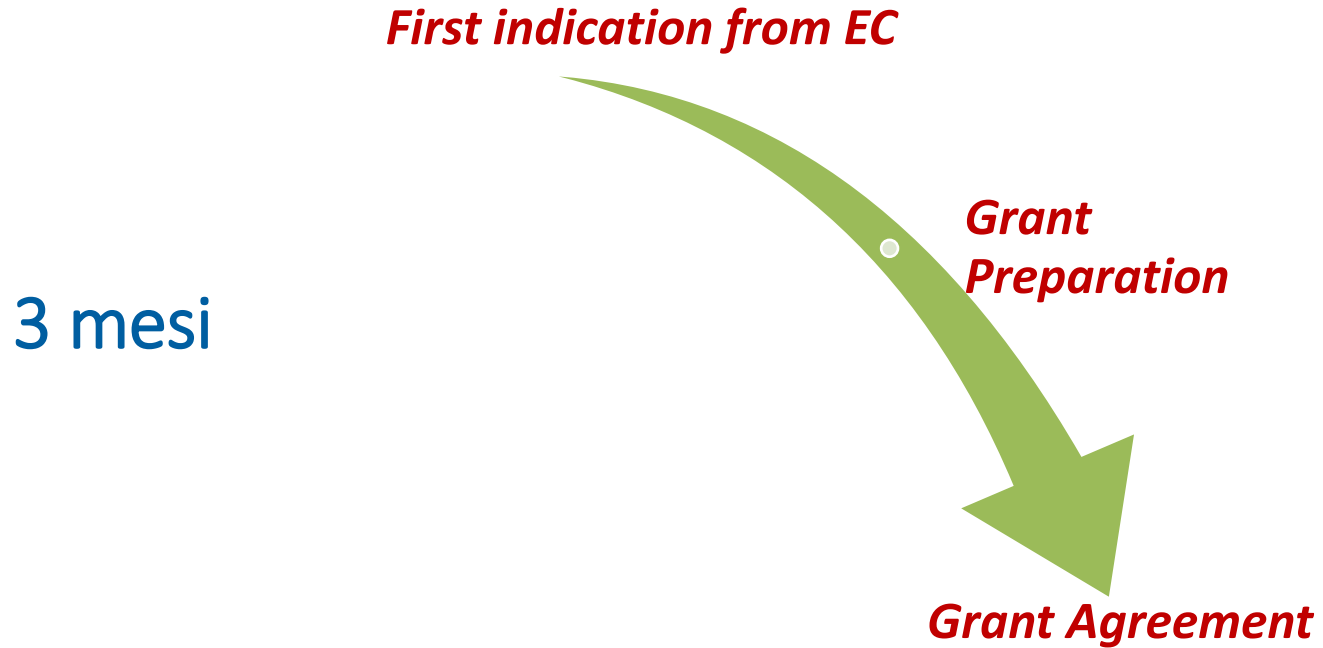 First indication from EC
Grant
Preparation
3 mesi
Grant Agreement